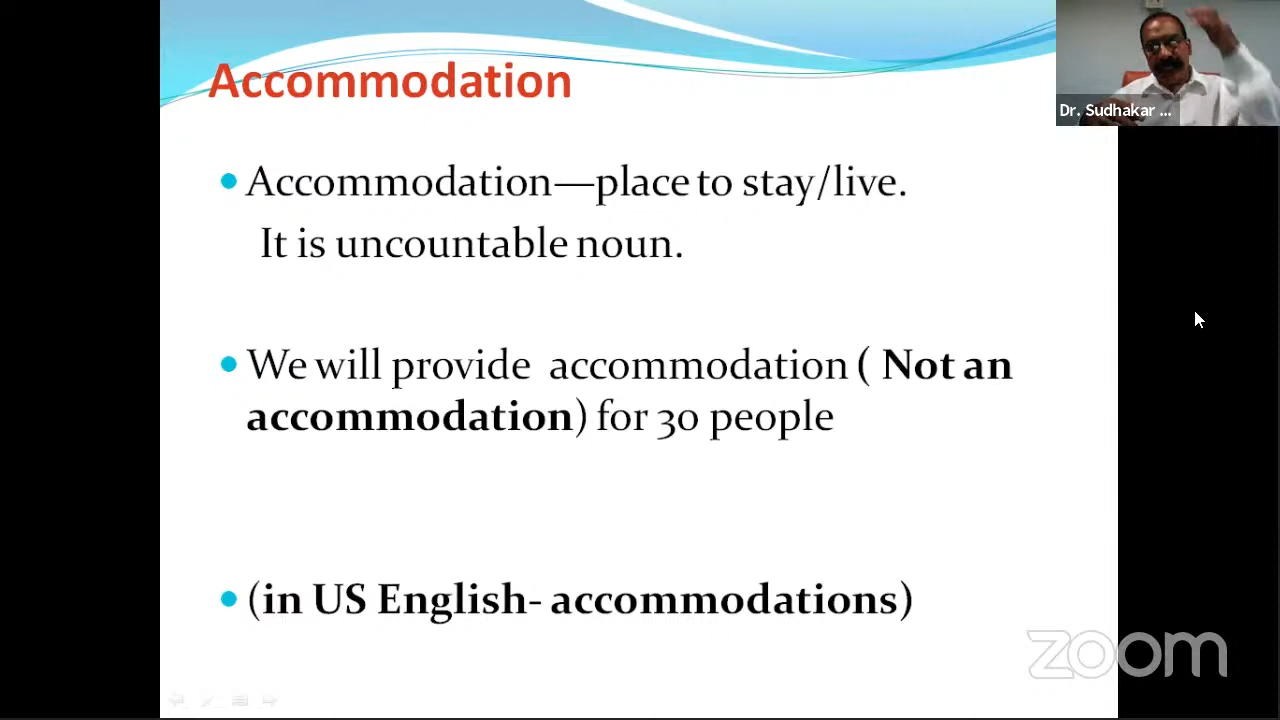 Accommodation
Dr. Sudhakar ...
• Accommodation—place to stay/live.
It is uncountable noun.
• We will provide accommodation ( Not an
accommodation) for 30 people
• (in US English- accommodations)
zoom